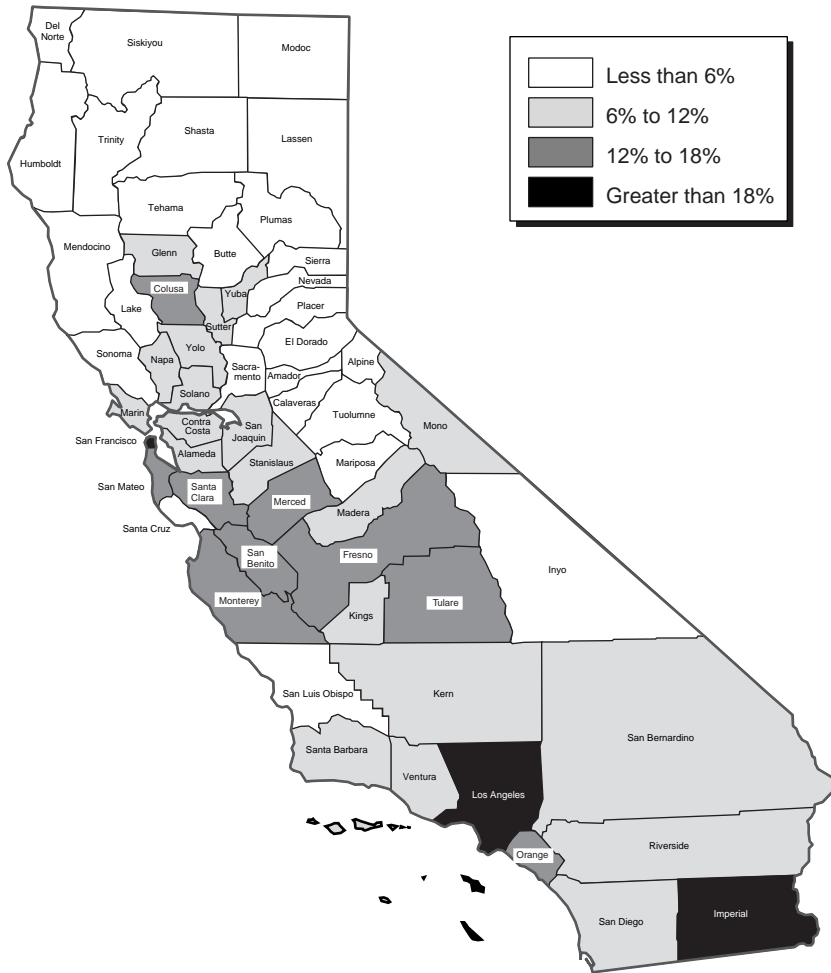 Del
Norte
Siskiyou
Modoc
Less than 6%
6% to 12%
12% to 18%
Greater than 18%
Humboldt
Trinity
Shasta
Lassen
Tehama
Plumas
Mendocino
Glenn
Butte
Sierra
Colusa
Yuba
Nevada
Lake
Placer
Sutter
El Dorado
Sonoma
Napa
Yolo
Sacra-
mento
Alpine
Amador
Solano
Calaveras
Marin
Contra
Costa
San
Joaquin
Tuolumne
Mono
San Francisco
Alameda
Stanislaus
Mariposa
San Mateo
Santa
Clara
Merced
Madera
Santa Cruz
San
Benito
Fresno
Inyo
Monterey
Tulare
Kings
San Luis Obispo
Kern
San Bernardino
Santa Barbara
Ventura
Los Angeles
Orange
Riverside
San Diego
Imperial